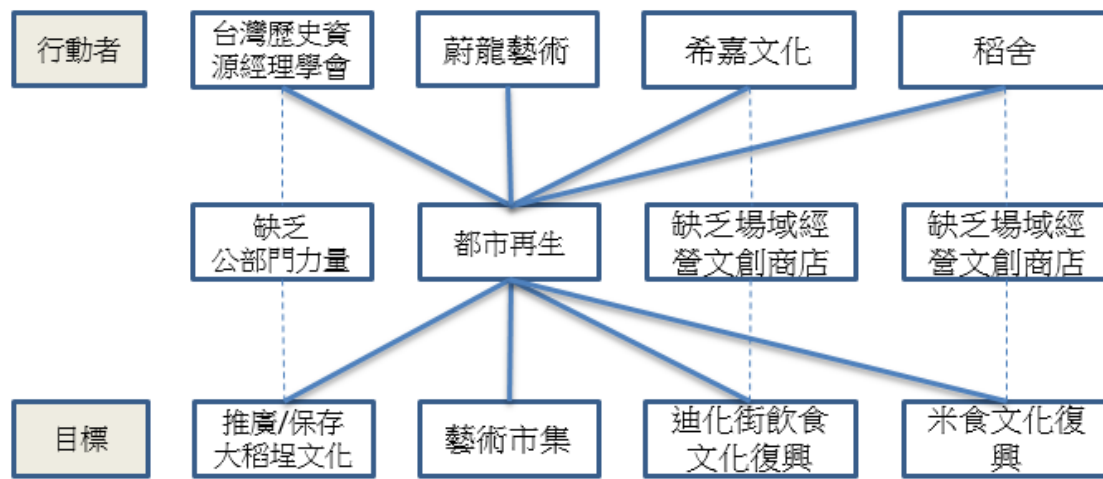 行動者
台灣歷史資
源經理學會
蔚龍藝術
希嘉文化
稻舍
缺乏
公部門力量
都市再生
缺乏場域經
營文創商店
缺乏場域經
營文創商店
目標
推廣/保存
大稻埕文化
藝術市集
迪化街飲食
文化復興
米食文化復
興